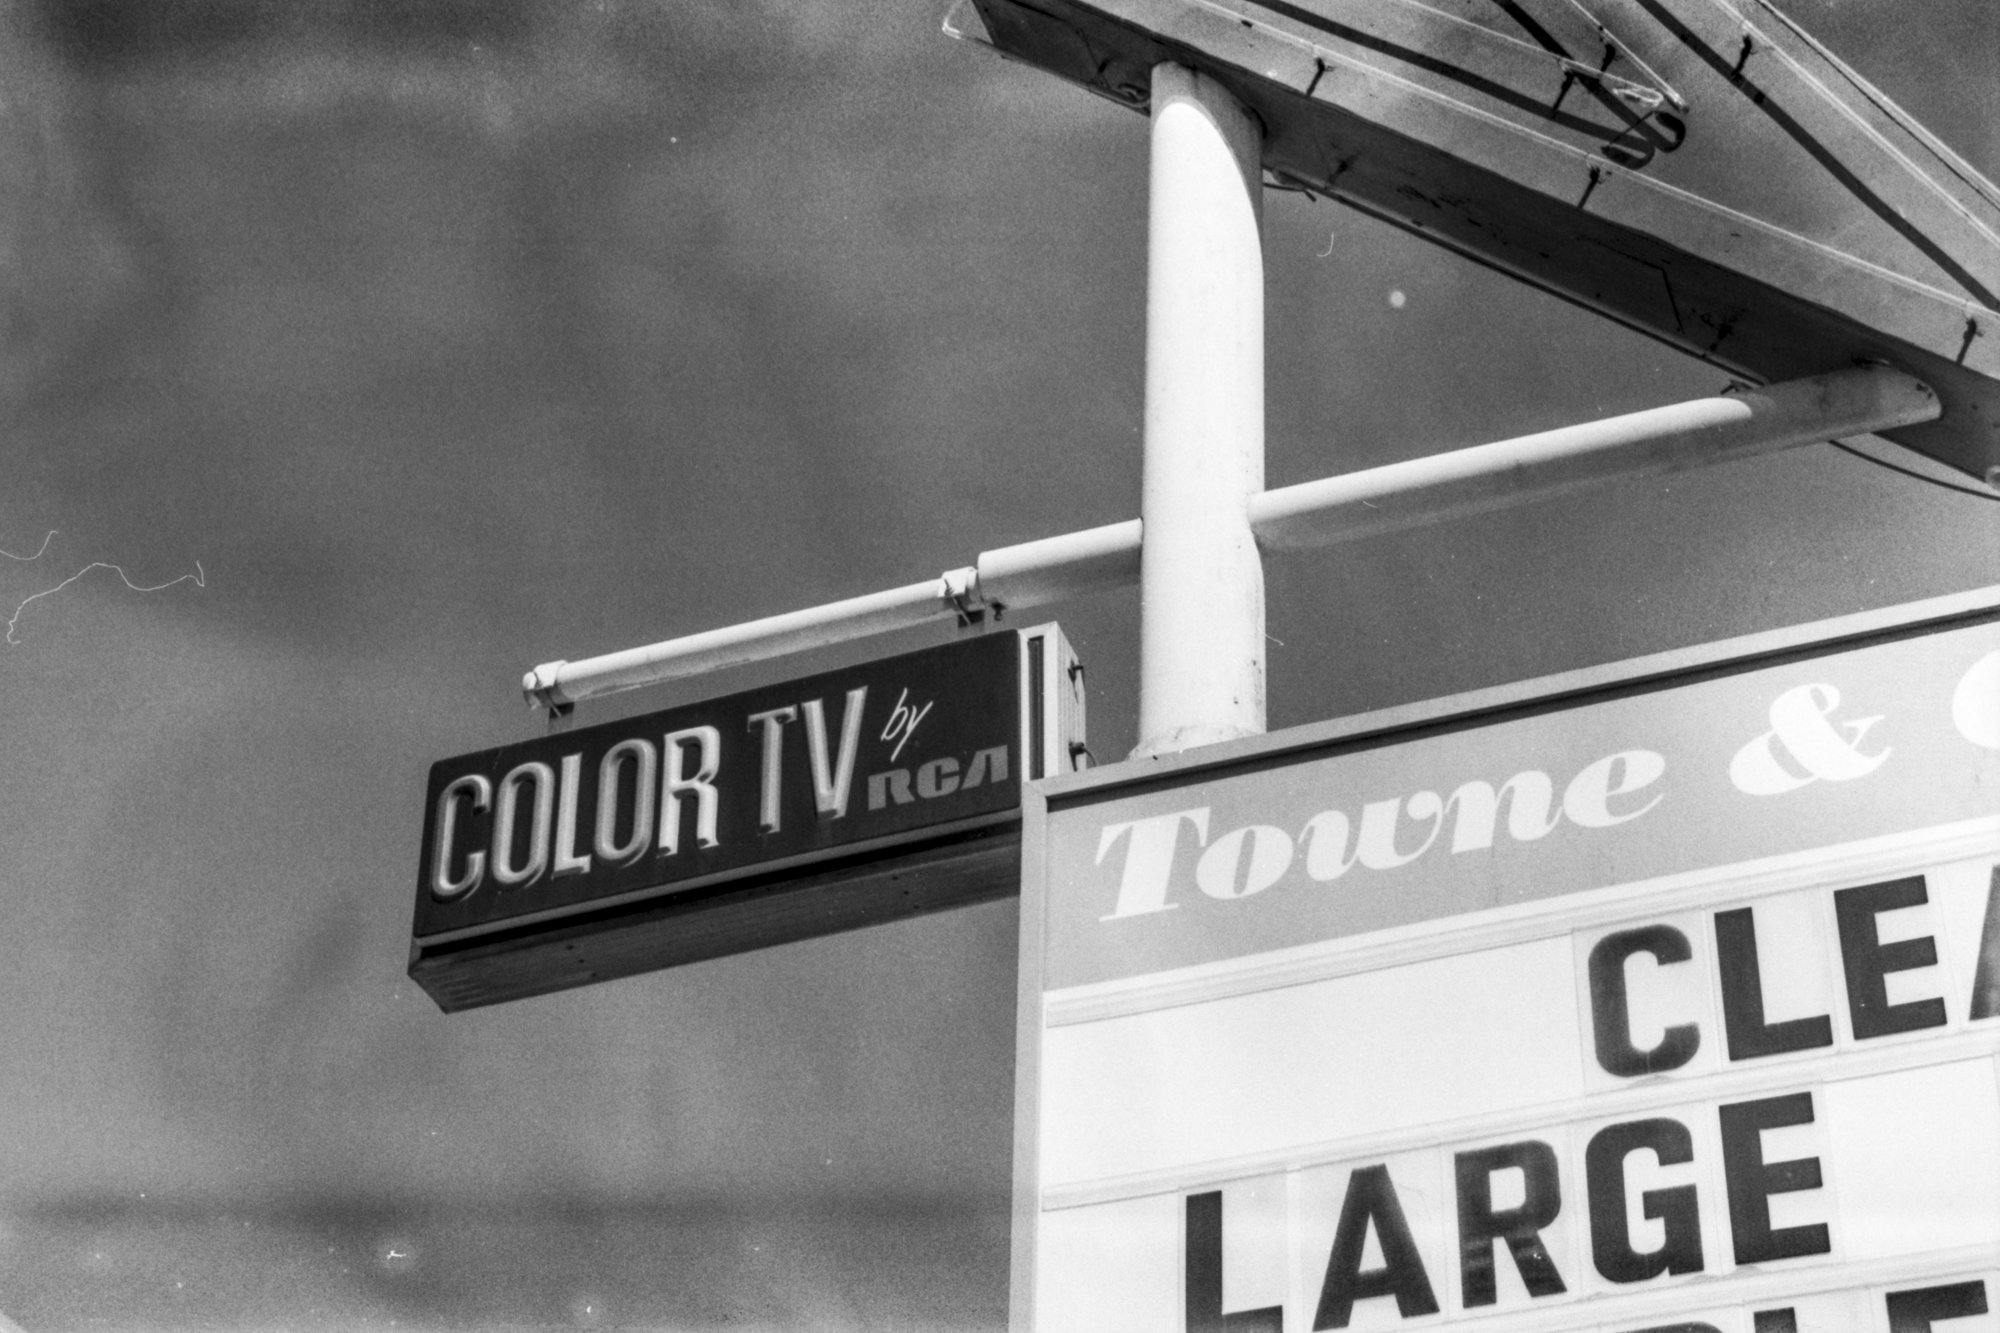 COLOR TV by
RCA
Towne &
CLEA
LARGE